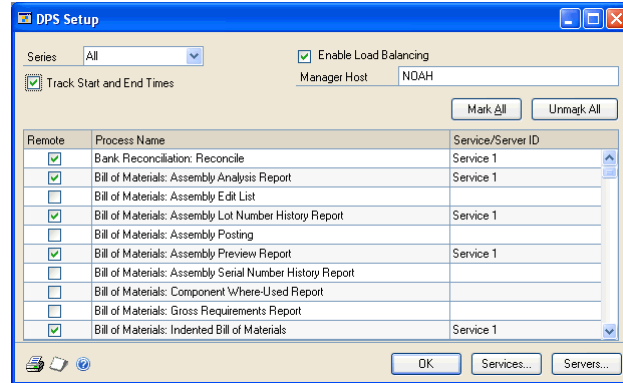 DPS Setup
Series All Enable Load Balancing
Track Start and End Times Manager Host NOAH
Mark All Unmark All
Remote Process Name Service/Server ID
Bank Reconciliation: Reconcile Service 1
Bill of Materials: Assembly Analysis Report Service 1
Bill of Materials: Assembly Edit List
Bill of Materials: Assembly Lot Number History Report Service 1
Bill of Materials: Assembly Posting
Bill of Materials: Assembly Preview Report Service 1
Bill of Materials: Assembly Serial Number History Report
Bill of Materials: Component Where-Used Report
Bill of Materials: Gross Requirements Report
Bill of Materials: Indented Bill of Materials Service 1
OK Services... Servers...